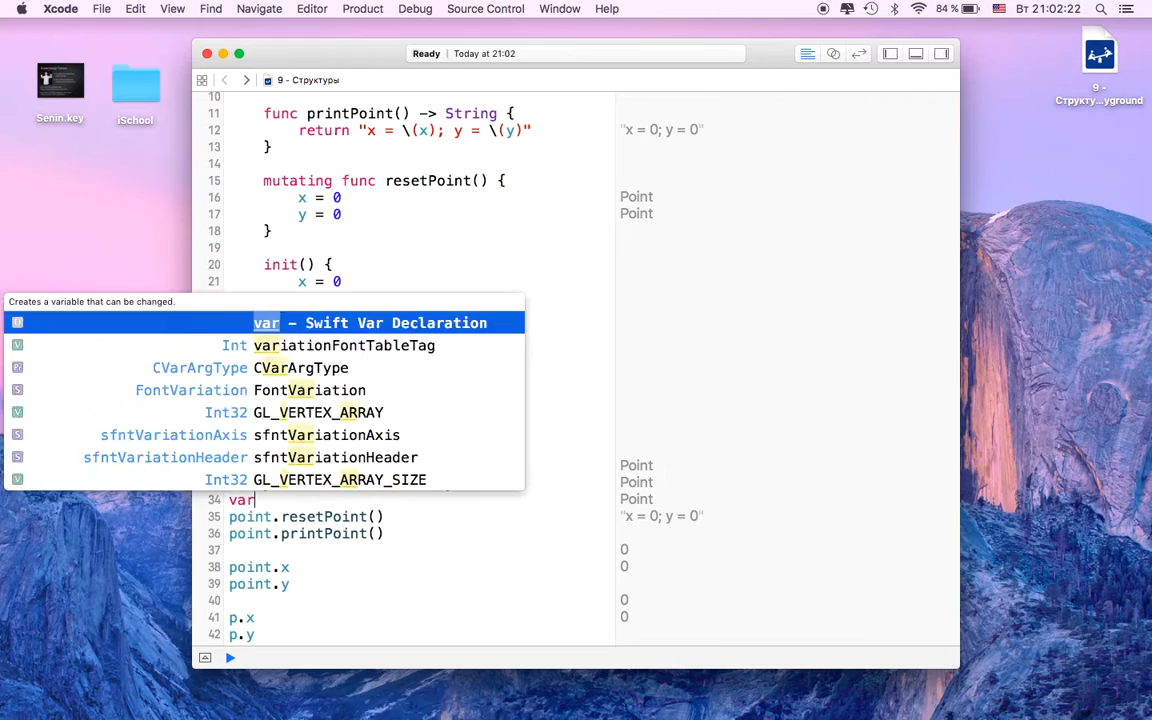 Xcode File Edit View Find Navigate Editor Product Debug Source Control Window Help 84 % Вт 21:02:22
Ready Today at 21:02
9 - Структуры
Senin.key
iSchool
9 -
Структу...yground
10
11 func printPoint() -> String {
12 return "x = \(x); y = \(y)" "x = 0; y = 0"
13 }
14
15 mutating func resetPoint() {
16 x = 0 Point
17 y = 0 Point
18 }
19
20 init() {
21 x = 0
Creates a variable that can be changed.
var – Swift Var Declaration
Int variationFontTableTag
CVarArgType CVarArgType
FontVariation FontVariation
Int32 GL_VERTEX_ARRAY
sfntVariationAxis sfntVariationAxis
sfntVariationHeader sfntVariationHeader
Int32 GL_VERTEX_ARRAY_SIZE
Point
Point
34 var Point
35 point.resetPoint() "x = 0; y = 0"
36 point.printPoint()
37 0
38 point.x 0
39 point.y
40 0
41 p.x 0
42 p.y